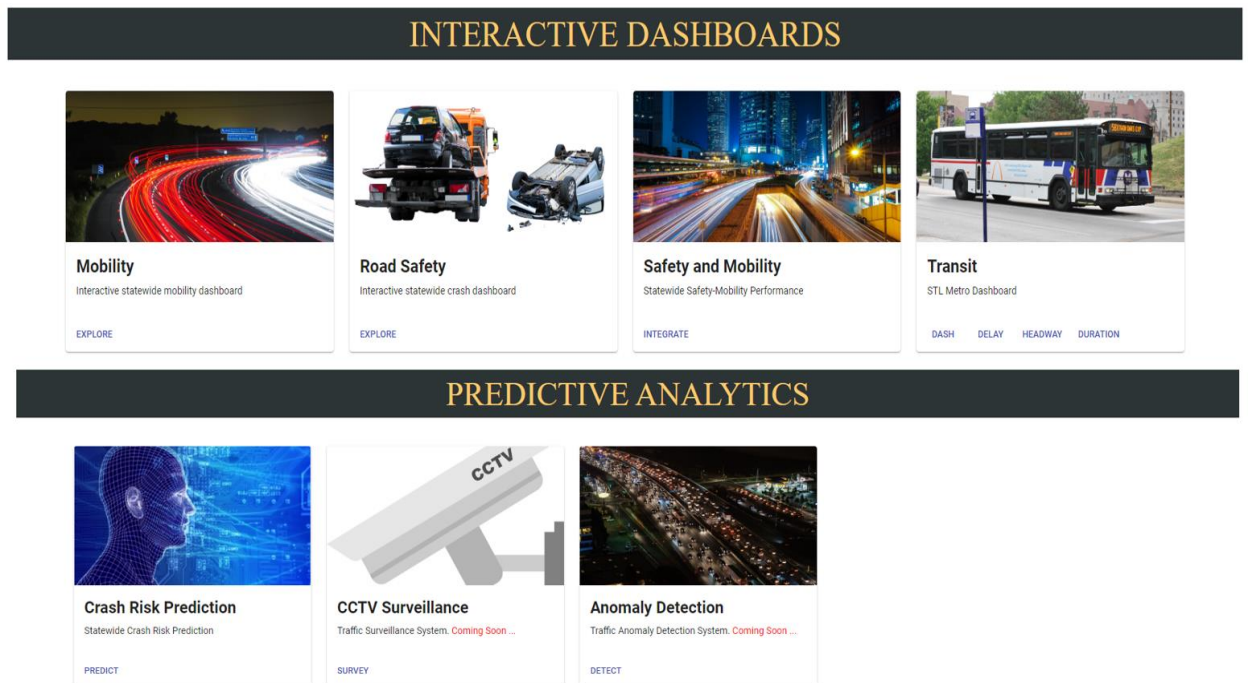 INTERACTIVE DASHBOARDS
Mobility
Interactive statewide mobility dashboard
EXPLORE
Road Safety
Interactive statewide crash dashboard
EXPLORE
Safety and Mobility
Statewide Safety-Mobility Performance
INTEGRATE
Transit
STL Metro Dashboard
DASH DELAY HEADWAY DURATION
PREDICTIVE ANALYTICS
Crash Risk Prediction
Statewide Crash Risk Prediction
PREDICT
CCTV
CCTV Surveillance
Traffic Surveillance System. Coming Soon ...
SURVEY
Anomaly Detection
Traffic Anomaly Detection System. Coming Soon ...
DETECT